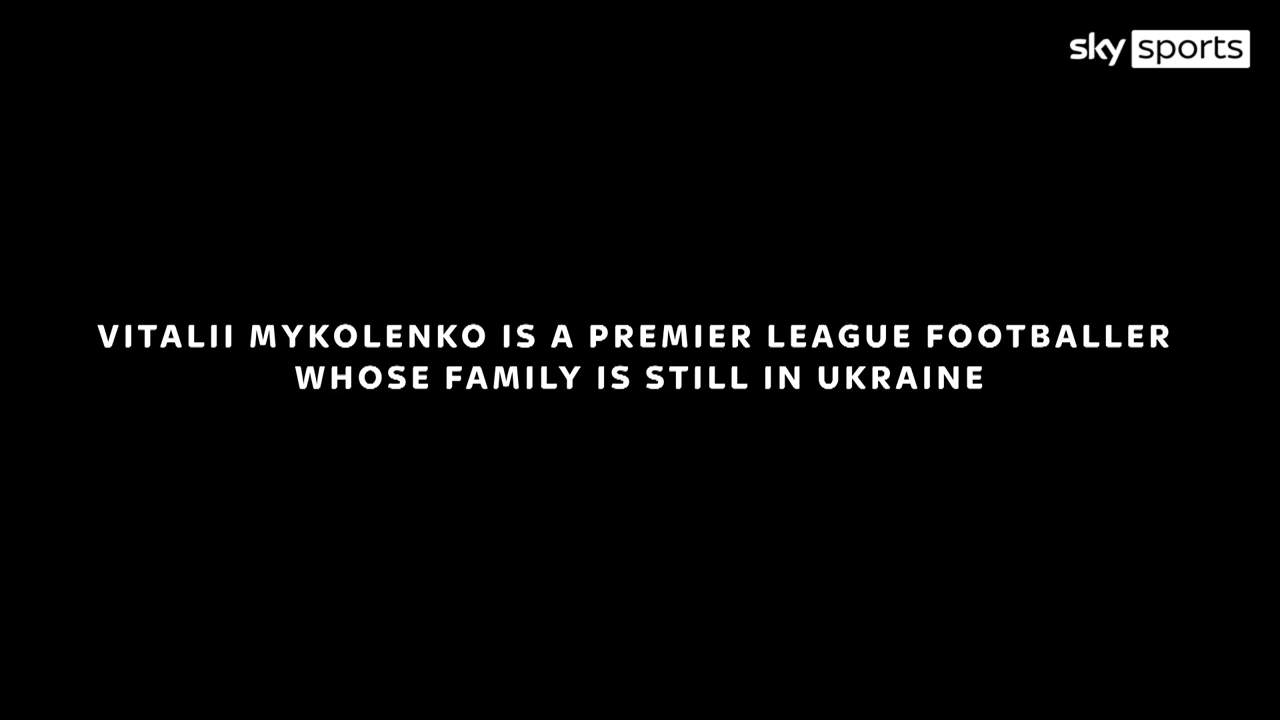 sky sports
VITALII MYKOLENKO IS A PREMIER LEAGUE FOOTBALLER
WHOSE FAMILY IS STILL IN UKRAINE